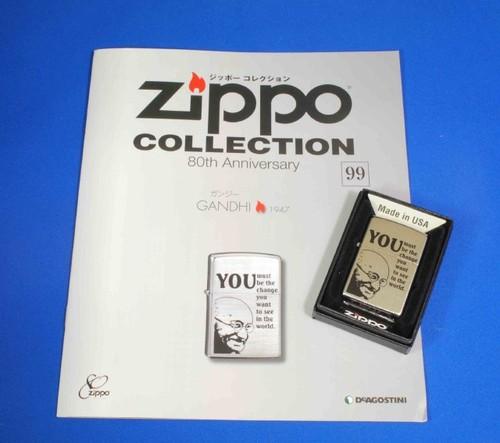 ジッポー コレクション
zippo
COLLECTION
80th Anniversary
99
ガンジー
GANDHI 1947
YOU must
be the
change
you
want
to see
in the
world.
zippo
DEAGOSTINI
Made in USA
YOU must
be the
change
you
want
to see
in the
world.
zippo